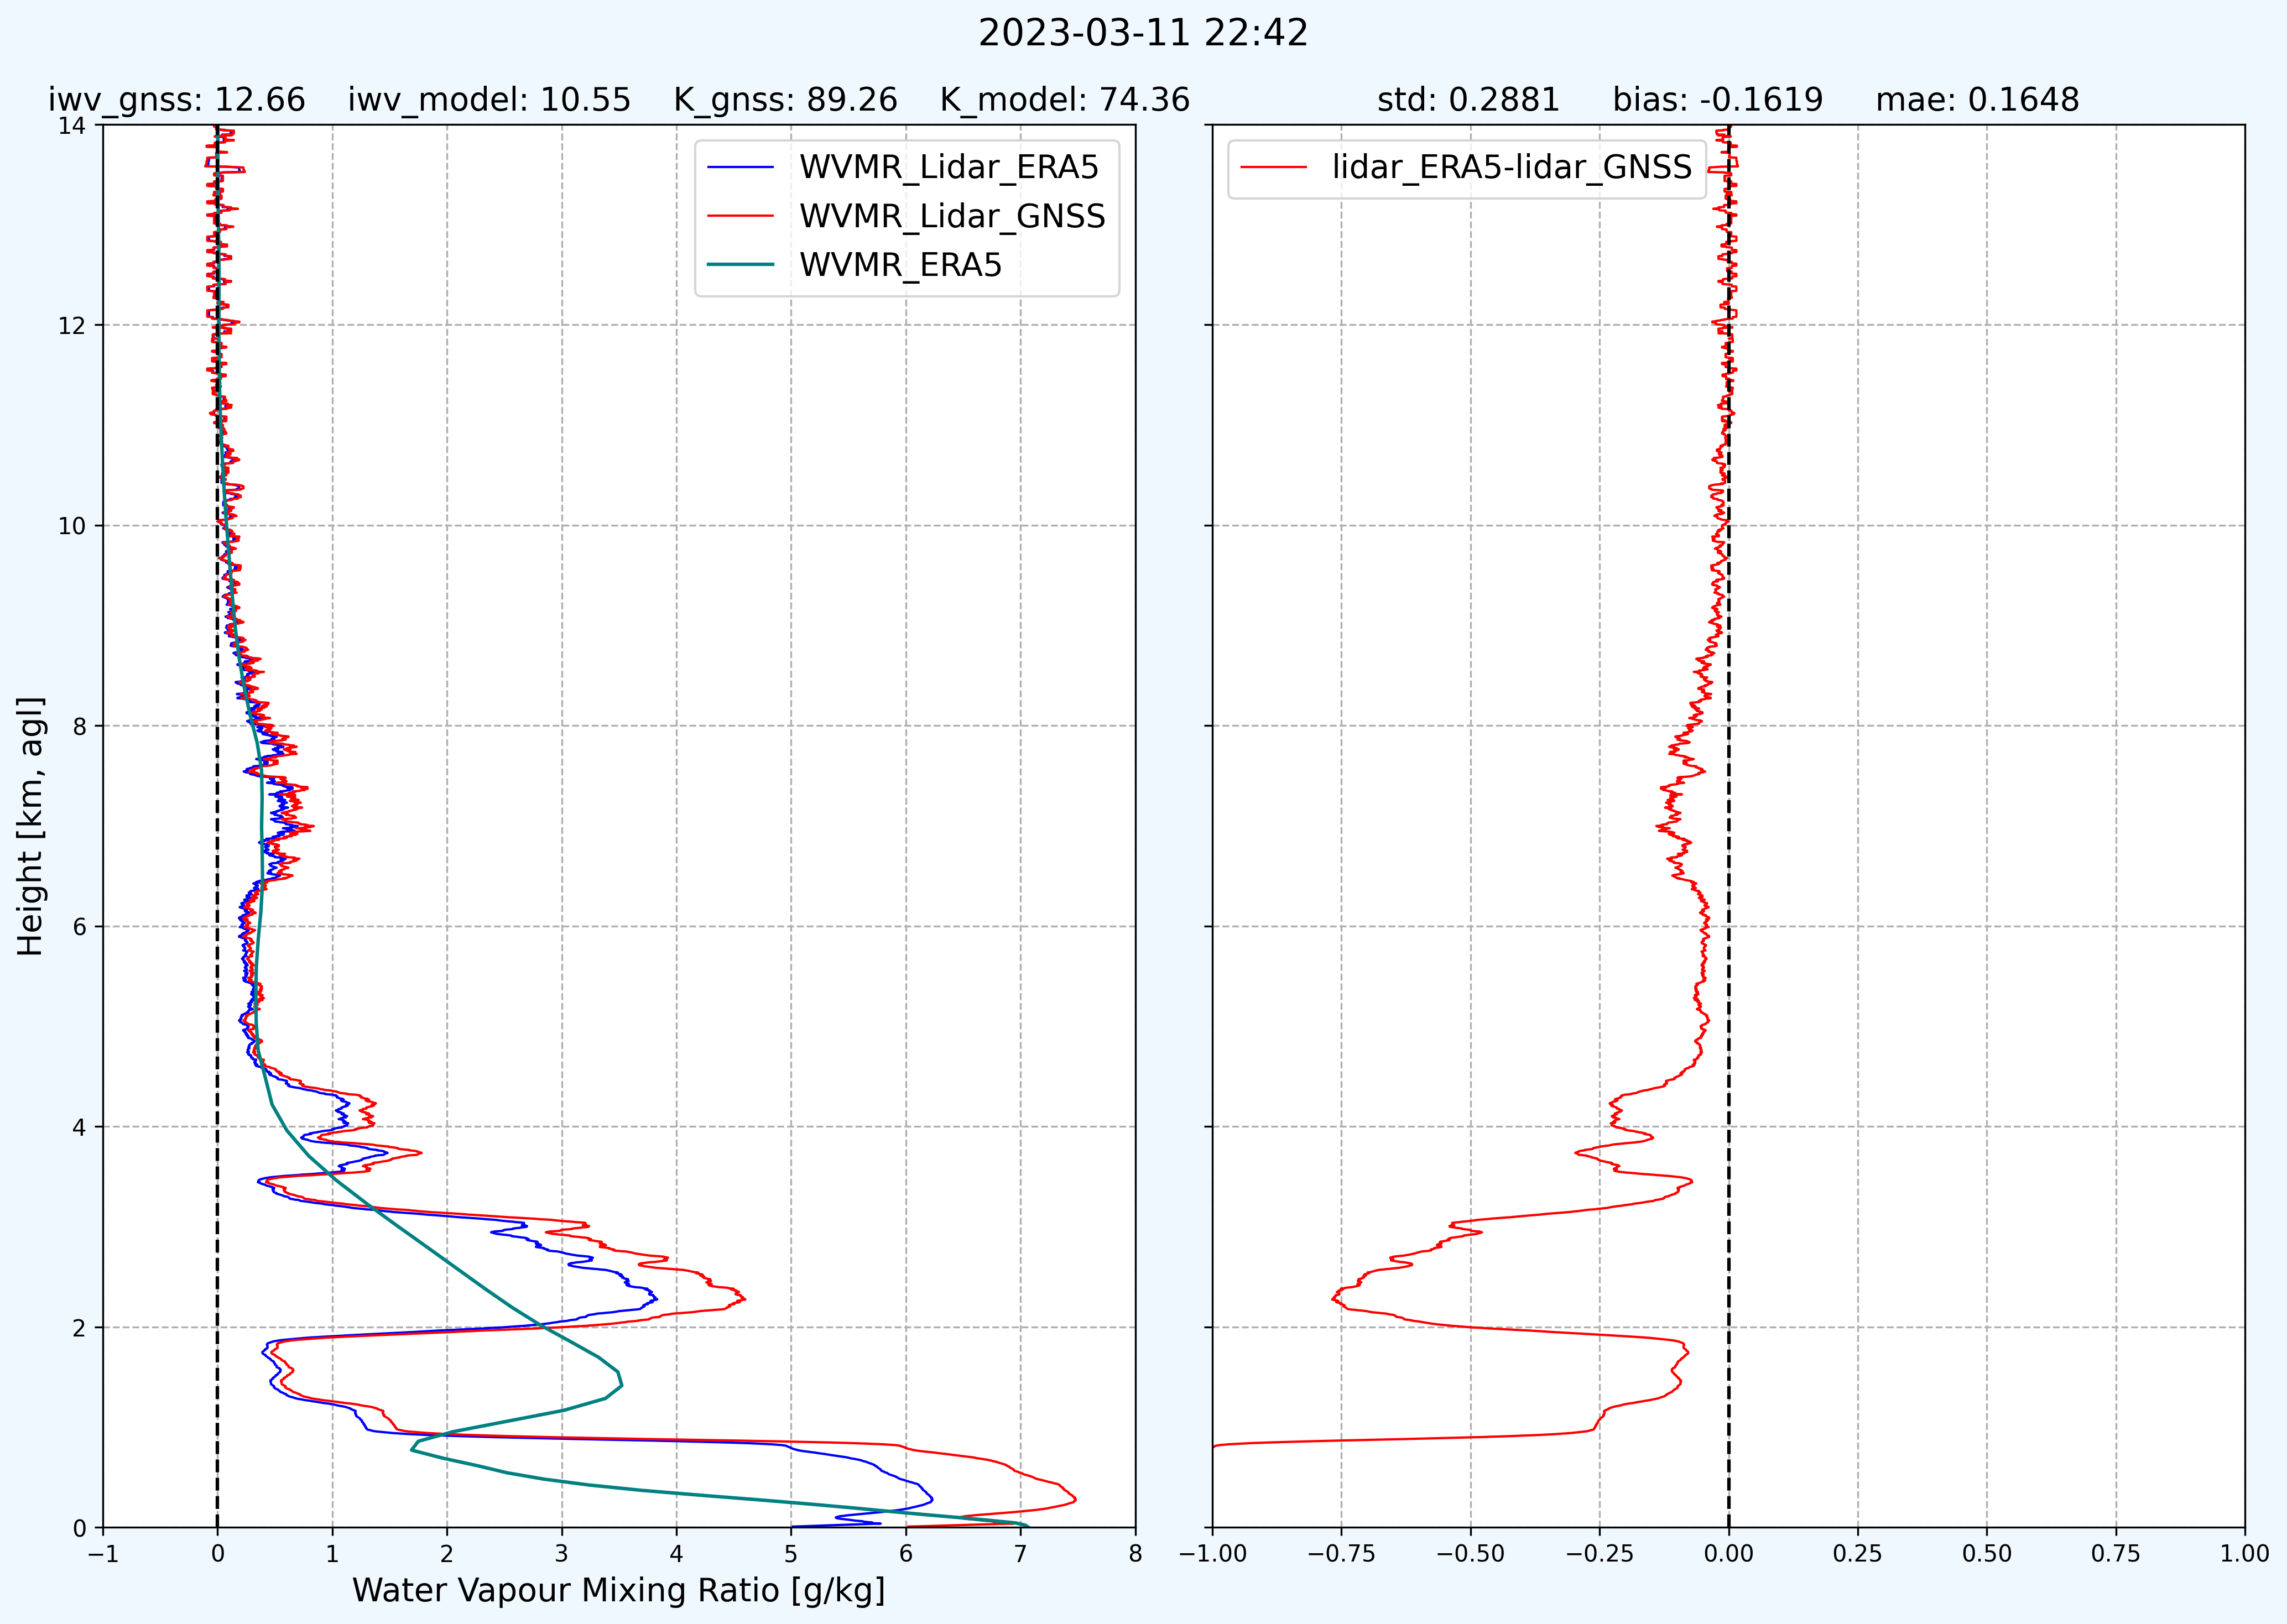 2023-03-11 22:42
iwv_gnss: 12.66 iwv_model: 10.55 K_gnss: 89.26 K_model: 74.36
std: 0.2881 bias: -0.1619 mae: 0.1648
WVMR_Lidar_ERA5
WVMR_Lidar_GNSS
WVMR_ERA5
lidar_ERA5-lidar_GNSS
14
12
10
8
6
4
2
0
Height [km, agl]
−1 0 1 2 3 4 5 6 7 8
Water Vapour Mixing Ratio [g/kg]
−1.00 −0.75 −0.50 −0.25 0.00 0.25 0.50 0.75 1.00